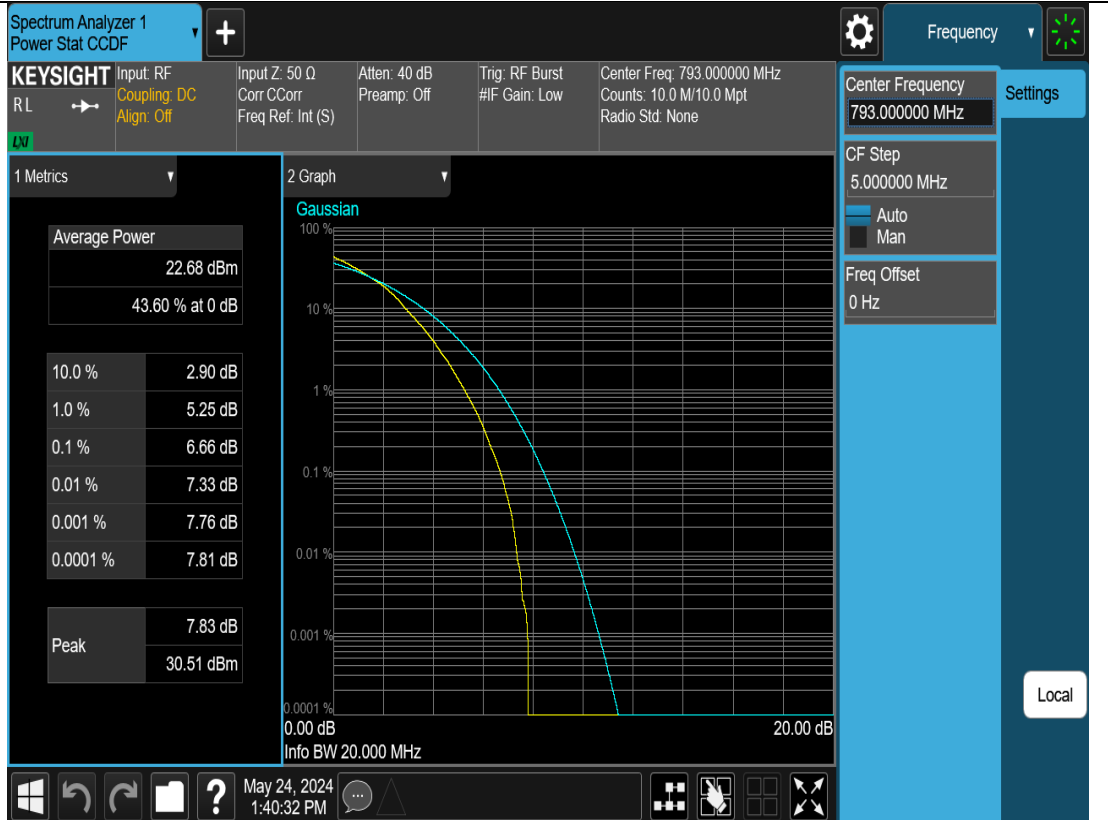 Spectrum Analyzer 1
Power Stat CCDF
+
Frequency
KEYSIGHT
R L
LXI
Input: RF
Coupling: DC
Align: Off
Input Z: 50 Ω
Corr CCorr
Freq Ref: Int (S)
Atten: 40 dB
Preamp: Off
Trig: RF Burst
#IF Gain: Low
Center Freq: 793.000000 MHz
Counts: 10.0 M/10.0 Mpt
Radio Std: None
1 Metrics
Average Power
22.68 dBm
43.60 % at 0 dB
10.0 % 2.90 dB
1.0 % 5.25 dB
0.1 % 6.66 dB
0.01 % 7.33 dB
0.001 % 7.76 dB
0.0001 % 7.81 dB
Peak
7.83 dB
30.51 dBm
2 Graph
Gaussian
100 %
10 %
1 %
0.1 %
0.01 %
0.001 %
0.0001 %
0.00 dB 20.00 dB
Info BW 20.000 MHz
Center Frequency
793.000000 MHz
CF Step
5.000000 MHz
Auto
Man
Freq Offset
0 Hz
Settings
Local
?
May 24, 2024
1:40:32 PM